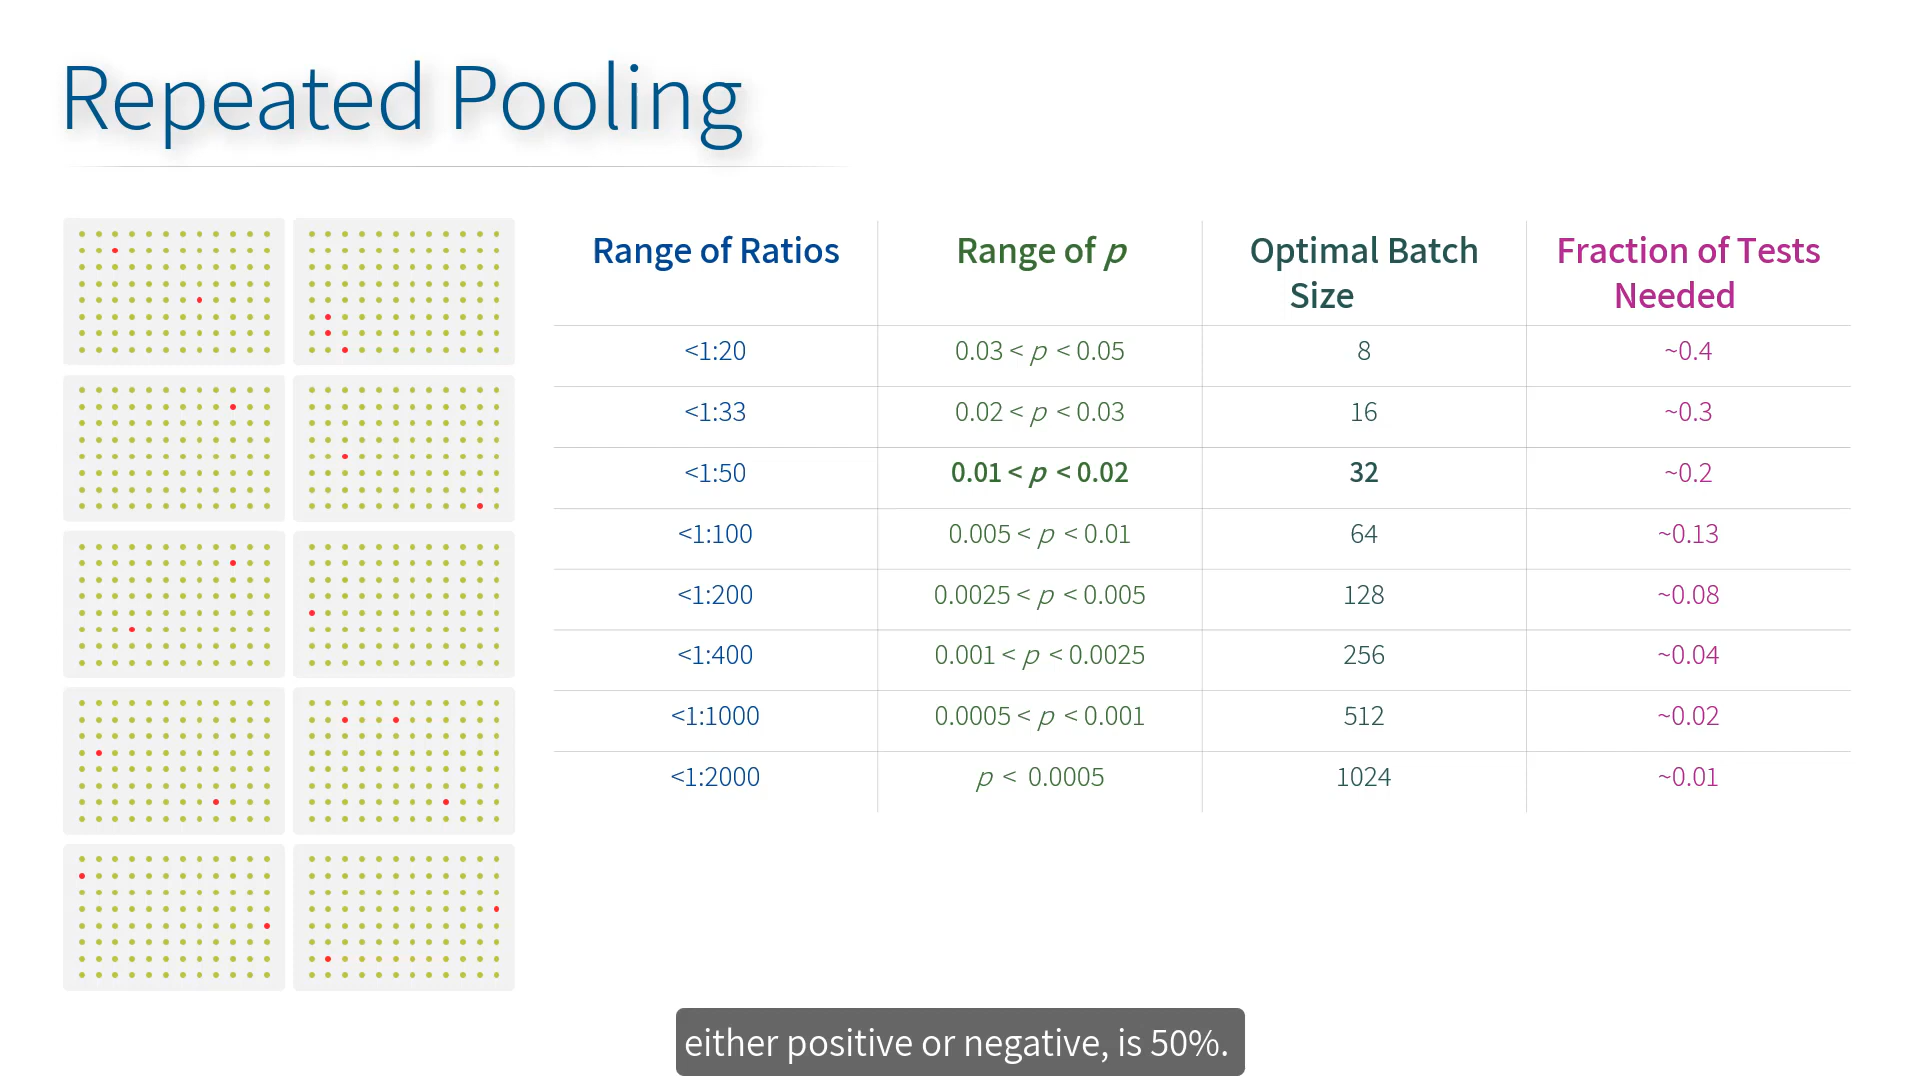 Repeated Pooling
Range of Ratios
Range of p
Optimal Batch
Size
Fraction of Tests
Needed
<1:20
0.03 < p < 0.05
8
~0.4
<1:33
0.02 < p < 0.03
16
~0.3
<1:50
0.01 < p < 0.02
32
~0.2
<1:100
0.005 < p < 0.01
64
~0.13
<1:200
0.0025 < p < 0.005
128
~0.08
<1:400
0.001 < p < 0.0025
256
~0.04
<1:1000
0.0005 < p < 0.001
512
~0.02
<1:2000
p < 0.0005
1024
~0.01
either positive or negative, is 50%.